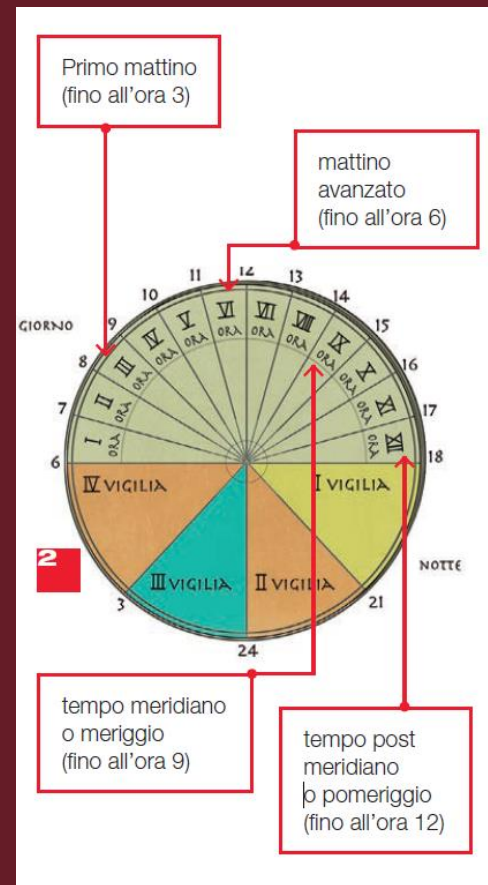 Primo mattino
(fino all'ora 3)
mattino
avanzato
(fino all'ora 6)
GIORNO
6
7
8
9
10
11
12
13
14
15
16
17
18
I ORA
II ORA
III ORA
IV ORA
V ORA
VI ORA
VII ORA
VIII ORA
IX ORA
X ORA
XI ORA
XII ORA
IV VIGILIA
I VIGILIA
III VIGILIA
II VIGILIA
NOTTE
2
3
24
21
tempo meridiano
o meriggio
(fino all'ora 9)
tempo post
meridiano
o pomeriggio
(fino all'ora 12)